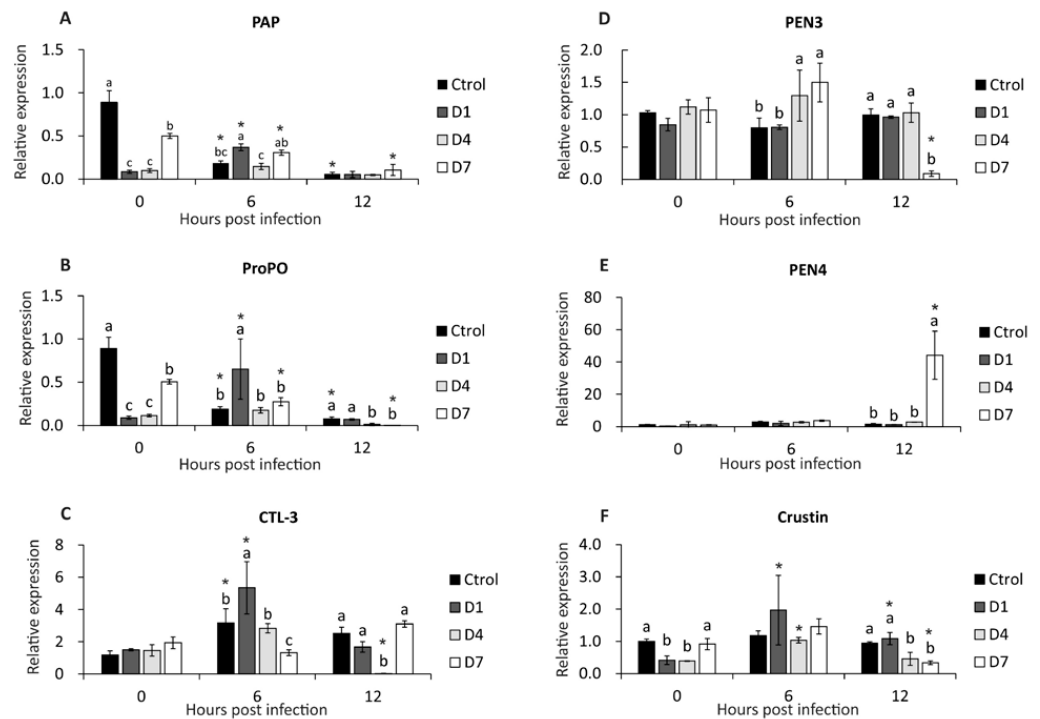 A
PAP
Relative expression
1.5
1.0
0.5
0.0
a
c c
b
* * *
bc a c ab
* *
0 6 12
Hours post infection
Ctrol
D1
D4
D7
B
ProPO
Relative expression
1.5
1.0
0.5
0.0
a
c c
b
* * *
b a b b
* *
a a b b
0 6 12
Hours post infection
Ctrol
D1
D4
D7
C
CTL-3
Relative expression
8
6
4
2
0
* *
b a b c
a a * a
b
0 6 12
Hours post infection
Ctrol
D1
D4
D7
D
PEN3
Relative expression
2.0
1.5
1.0
0.5
0.0
b b a a
a a a *
b
0 6 12
Hours post infection
Ctrol
D1
D4
D7
E
PEN4
Relative expression
80
60
40
20
0
*
b b b a
0 6 12
Hours post infection
Ctrol
D1
D4
D7
F
Crustin
Relative expression
4.0
3.0
2.0
1.0
0.0
a b b a
* *
* *
a a b b
0 6 12
Hours post infection
Ctrol
D1
D4
D7